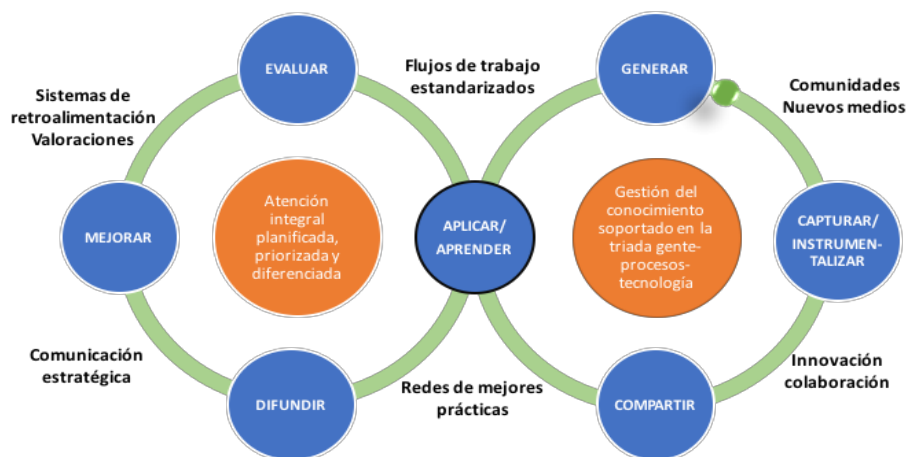 EVALUAR
Flujos de trabajo
estandarizados
GENERAR
Comunidades
Nuevos medios
Sistemas de
retroalimentación
Valoraciones
MEJORAR
Atención
integral
planificada,
priorizada y
diferenciada
APLICAR/
APRENDER
Gestión del
conocimiento
soportado en la
triada gente-
procesos-
tecnología
CAPTURAR/
INSTRUMEN-
TALIZAR
Comunicación
estratégica
DIFUNDIR
Redes de mejores
prácticas
COMPARTIR
Innovación
colaboración